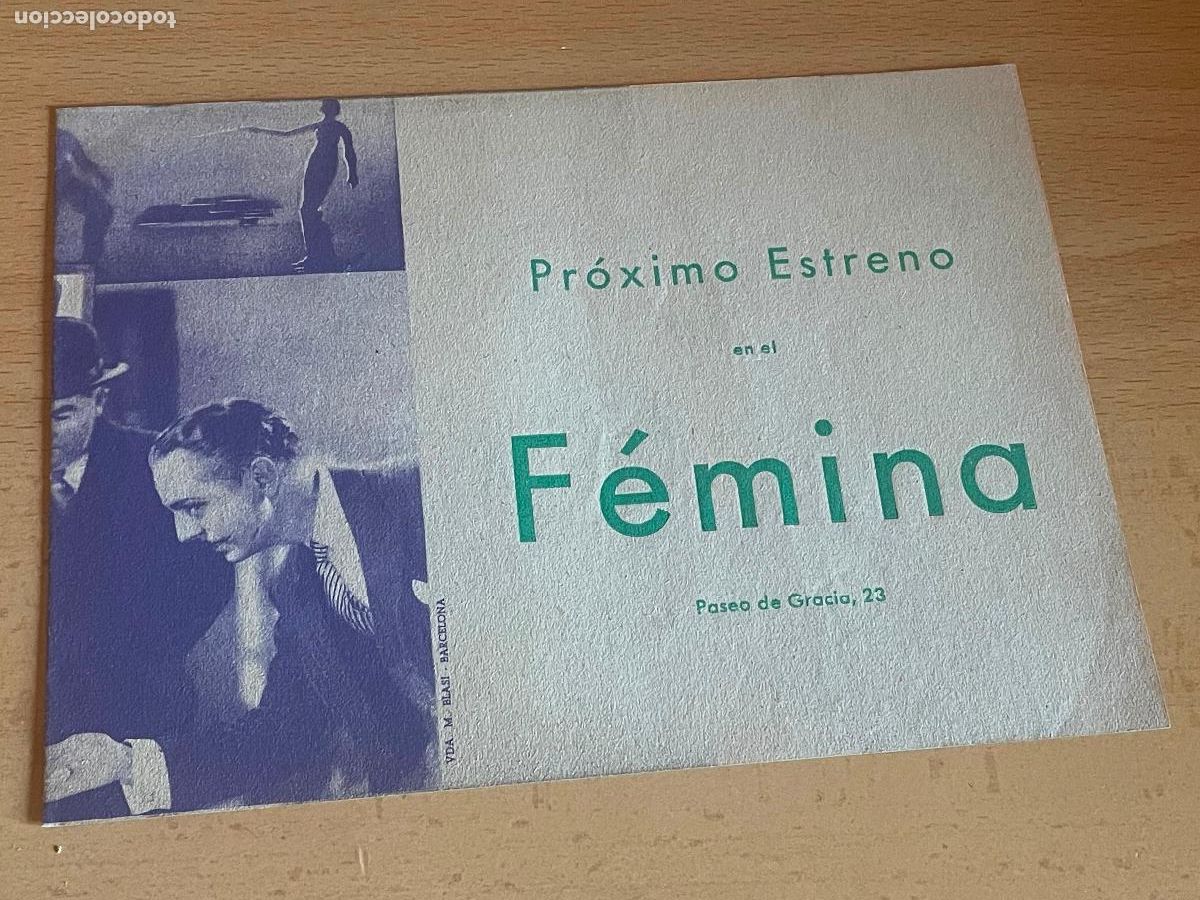 todocoleccion
Próximo Estreno
en el
Fémina
Paseo de Gracia, 23
VDA. M. BLASI - BARCELONA